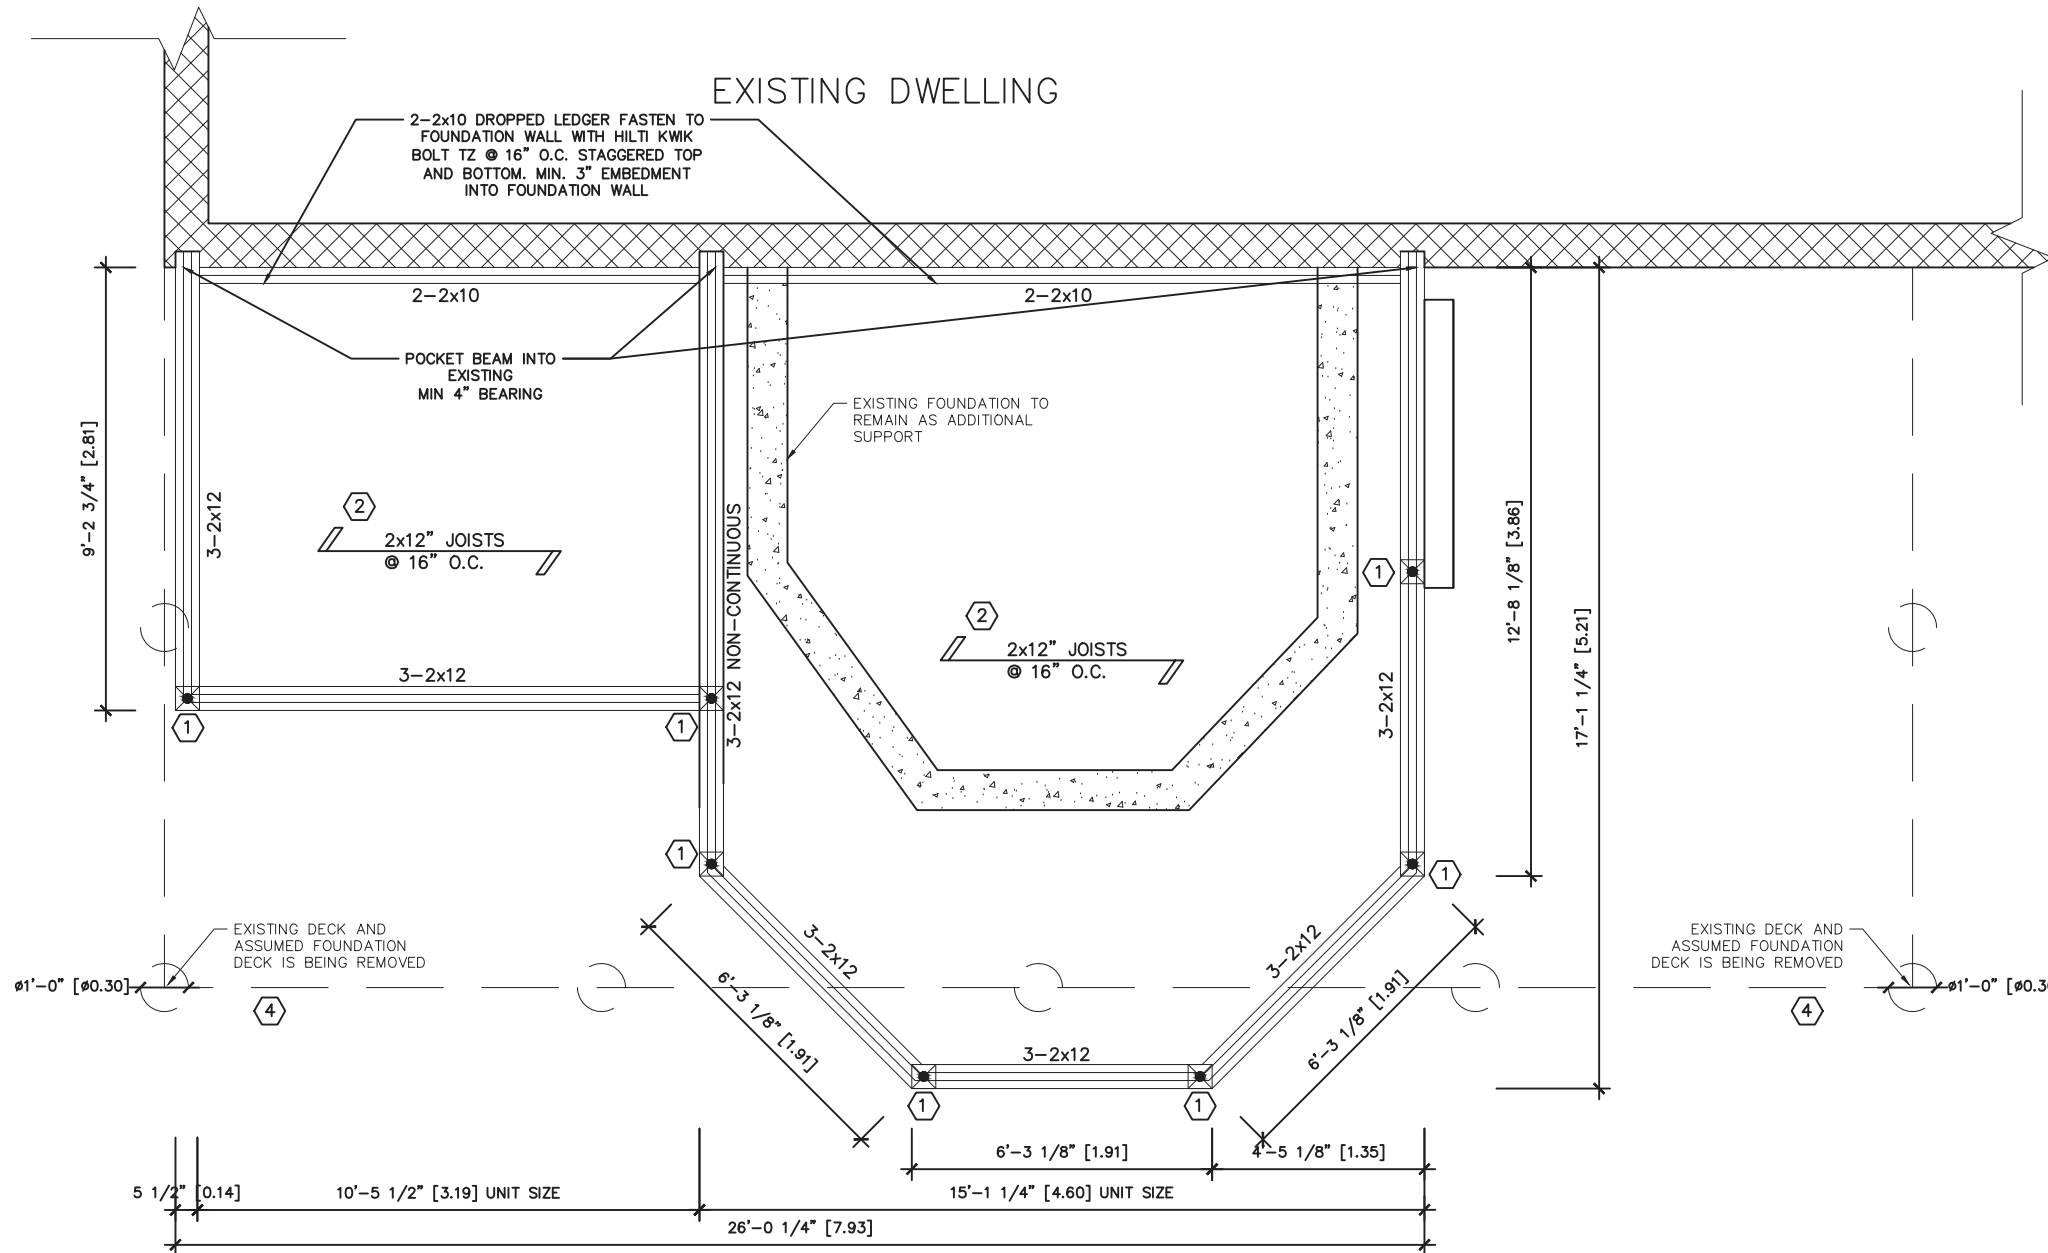 EXISTING DWELLING
2-2x10 DROPPED LEDGER FASTEN TO
FOUNDATION WALL WITH HILTI KWIK
BOLT TZ @ 16" O.C. STAGGERED TOP
AND BOTTOM. MIN. 3" EMBEDMENT
INTO FOUNDATION WALL
2-2x10
2-2x10
POCKET BEAM INTO
EXISTING
MIN 4" BEARING
EXISTING FOUNDATION TO
REMAIN AS ADDITIONAL
SUPPORT
9'-2 3/4" [2.81]
3-2x12
2
2x12" JOISTS
@ 16" O.C.
3-2x12 NON-CONTINUOUS
1
12'-8 1/8" [3.86]
17'-1 1/4" [5.21]
2
2x12" JOISTS
@ 16" O.C.
3-2x12
3-2x12
1
1
1
1
EXISTING DECK AND
ASSUMED FOUNDATION
DECK IS BEING REMOVED
3-2x12
3-2x12
EXISTING DECK AND
ASSUMED FOUNDATION
DECK IS BEING REMOVED
ø1'-0" [ø0.30]
4
6'-3 1/8" [1.91]
6'-3 1/8" [1.91]
4
ø1'-0" [ø0.3
3-2x12
1
1
6'-3 1/8" [1.91]
4'-5 1/8" [1.35]
5 1/2" [0.14]
10'-5 1/2" [3.19] UNIT SIZE
15'-1 1/4" [4.60] UNIT SIZE
26'-0 1/4" [7.93]